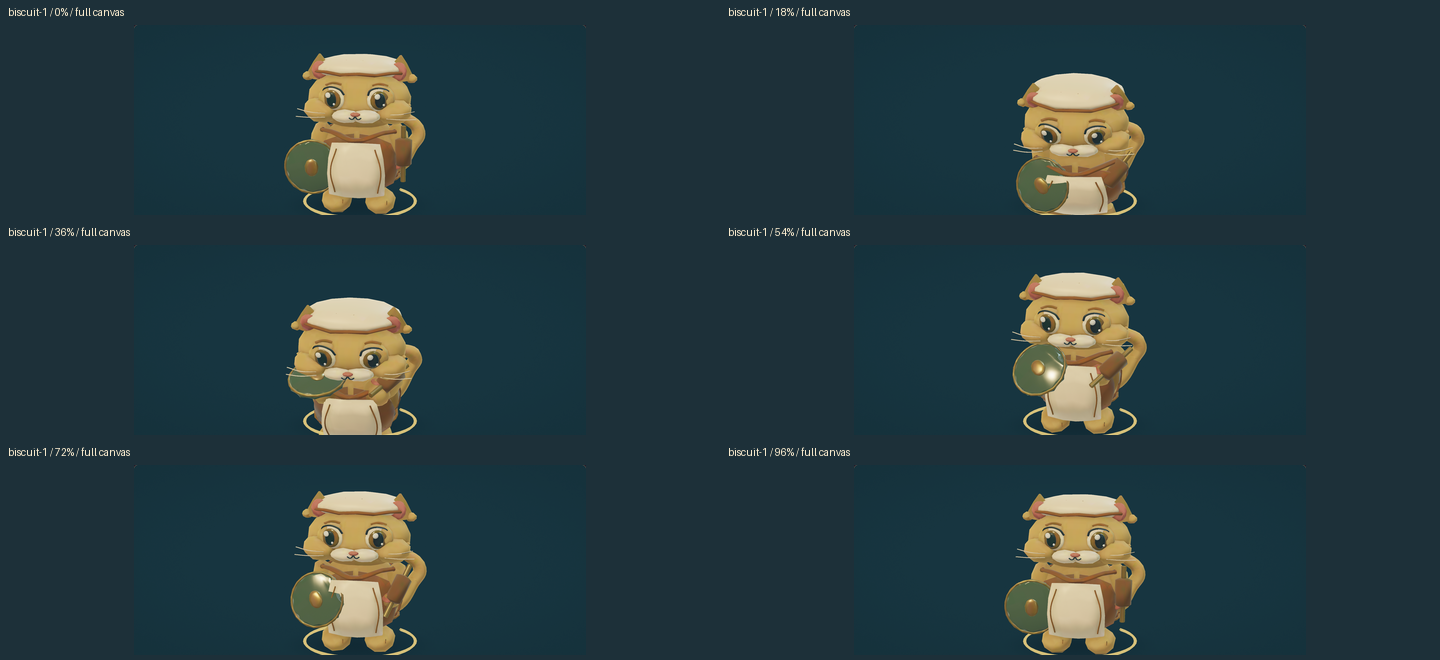 biscuit-1 / 0% / full canvas
biscuit-1 / 18% / full canvas
biscuit-1 / 36% / full canvas
biscuit-1 / 54% / full canvas
biscuit-1 / 72% / full canvas
biscuit-1 / 96% / full canvas